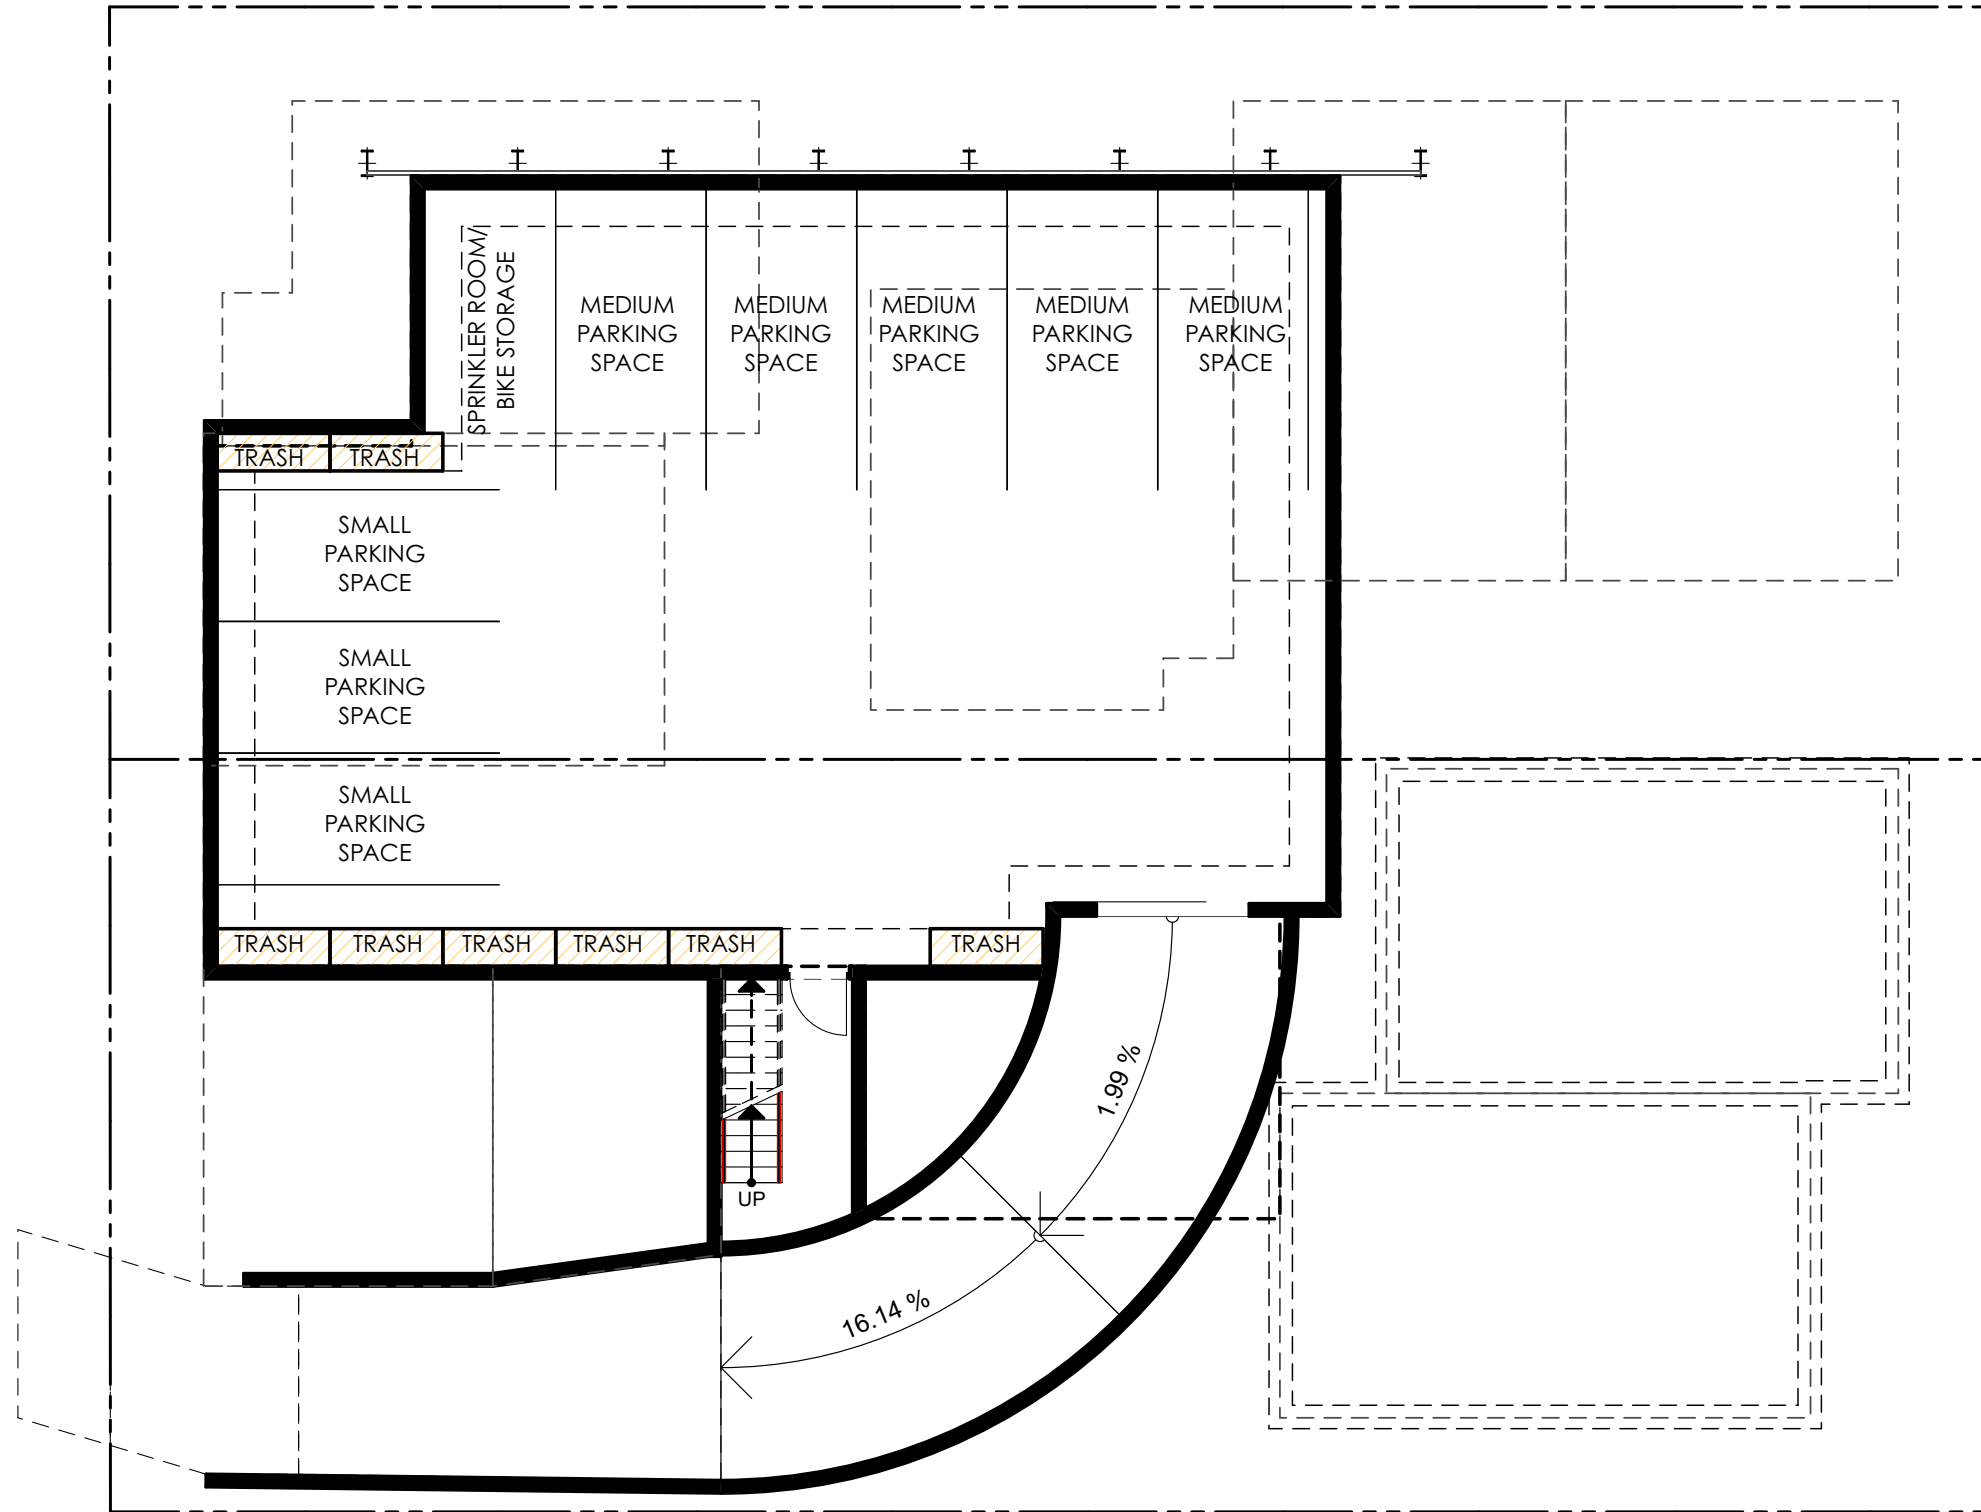 SPRINKLER ROOM/
BIKE STORAGE
MEDIUM
PARKING
SPACE
MEDIUM
PARKING
SPACE
MEDIUM
PARKING
SPACE
MEDIUM
PARKING
SPACE
MEDIUM
PARKING
SPACE
TRASH
TRASH
SMALL
PARKING
SPACE
SMALL
PARKING
SPACE
SMALL
PARKING
SPACE
TRASH
TRASH
TRASH
TRASH
TRASH
TRASH
1.99 %
UP
16.14 %